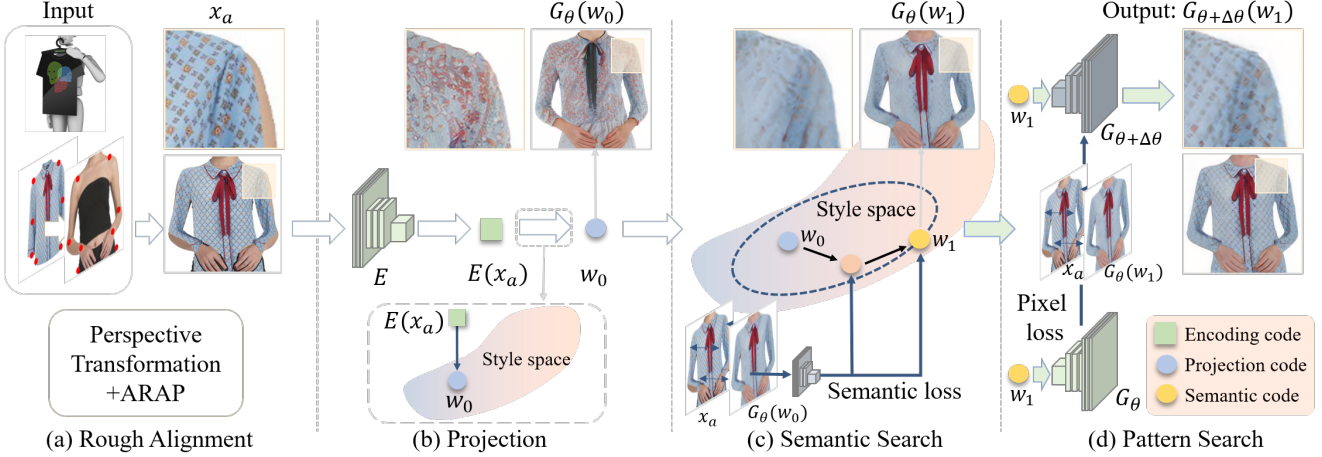 Input
x_a
Perspective
Transformation
+ARAP
(a) Rough Alignment
G_θ(w_0)
E
E(x_a)
w_0
E(x_a)
Style space
w_0
(b) Projection
G_θ(w_1)
Style space
w_0
w_1
x_a
G_θ(w_0)
Semantic loss
(c) Semantic Search
Output: G_{θ+Δθ}(w_1)
w_1
G_{θ+Δθ}
x_a
G_θ(w_1)
Pixel
loss
w_1
G_θ
Encoding code
Projection code
Semantic code
(d) Pattern Search